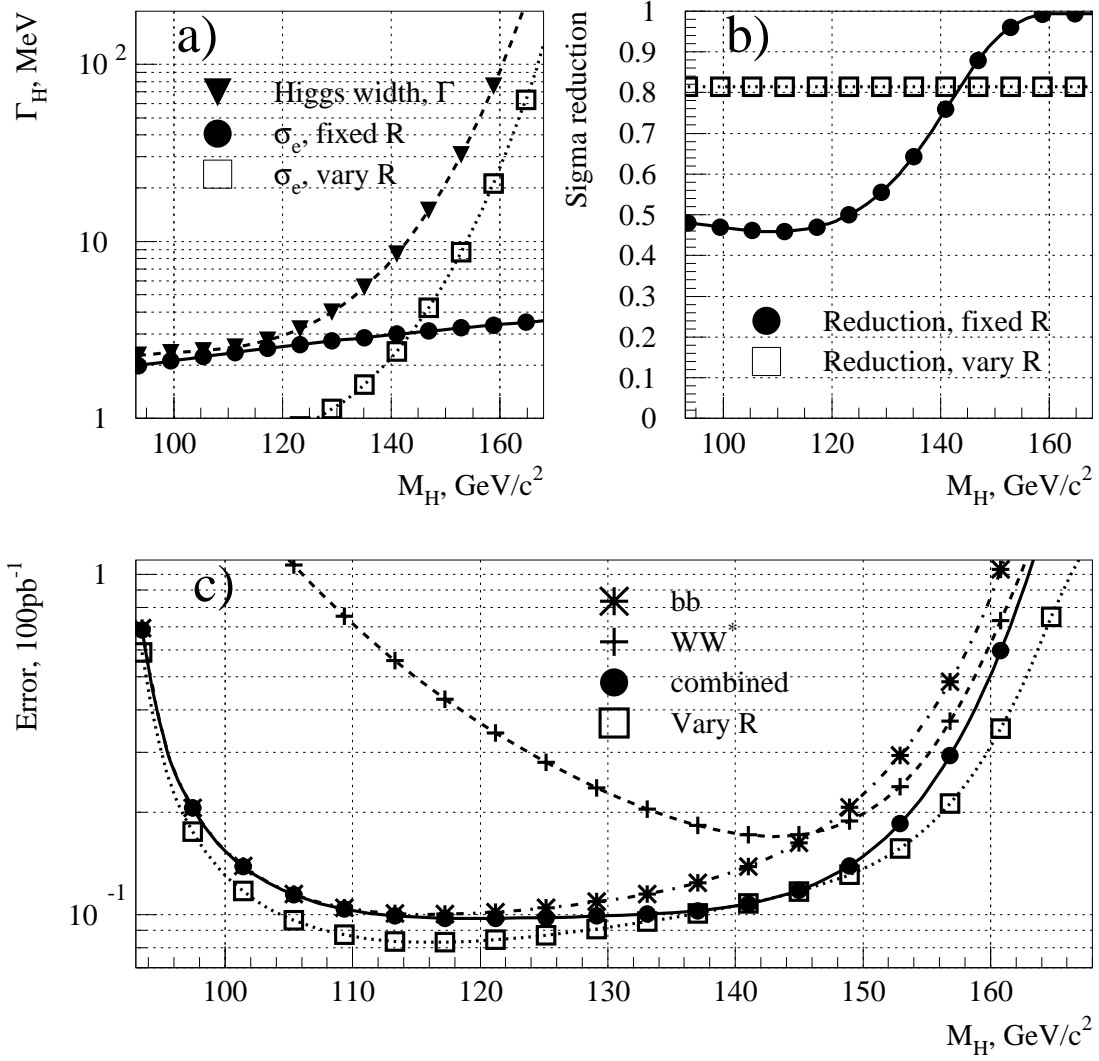 a)
Γ_H, MeV
10^2
10
1
Higgs width, Γ
σ_e, fixed R
σ_e, vary R
100 120 140 160
M_H, GeV/c^2
b)
Sigma reduction
1
0.9
0.8
0.7
0.6
0.5
0.4
0.3
0.2
0.1
0
Reduction, fixed R
Reduction, vary R
100 120 140 160
M_H, GeV/c^2
c)
Error, 100pb^-1
1
10^-1
bb
WW^*
combined
Vary R
100 110 120 130 140 150 160
M_H, GeV/c^2